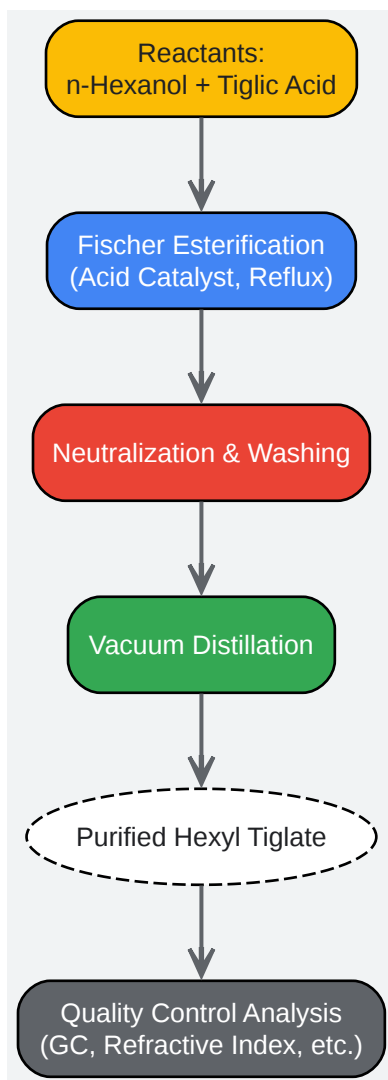 Reactants:
n-Hexanol + Tiglic Acid
Fischer Esterification
(Acid Catalyst, Reflux)
Neutralization & Washing
Vacuum Distillation
Purified Hexyl Tiglate
Quality Control Analysis
(GC, Refractive Index, etc.)